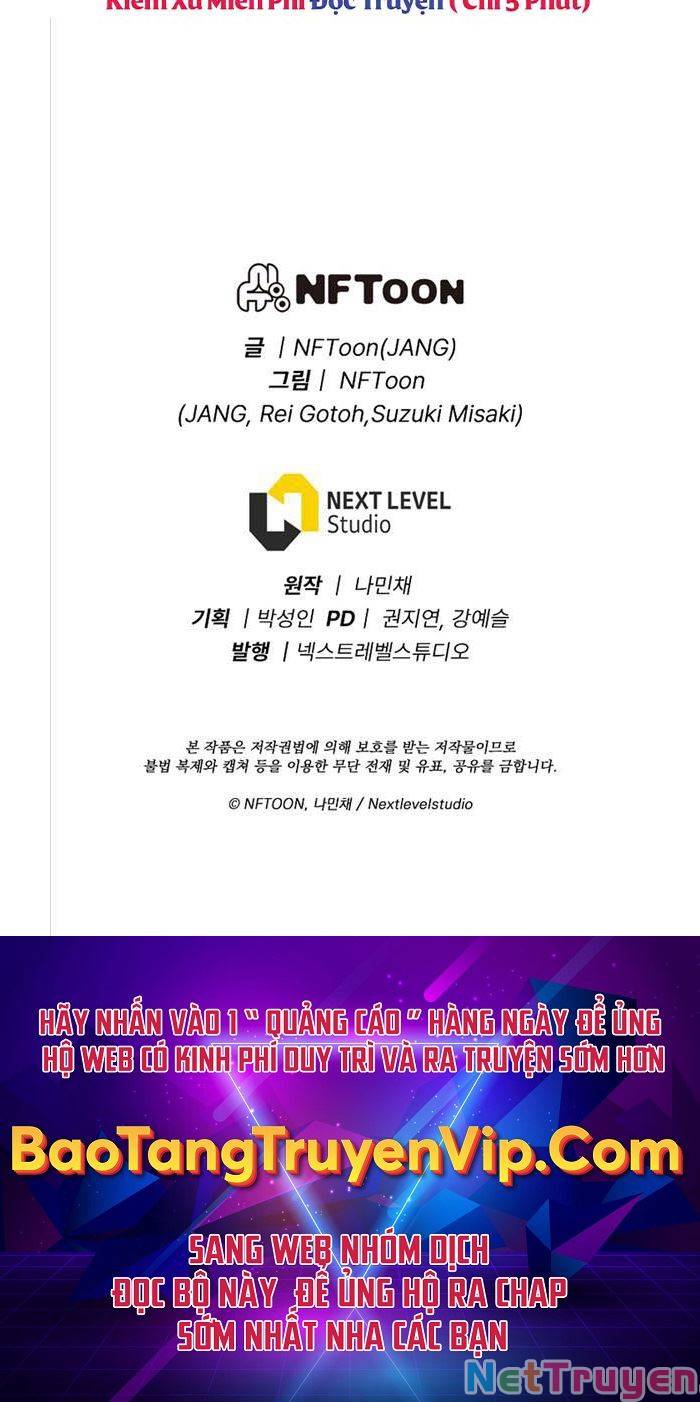 Kiếm Xu Miễn Phí Đọc Truyện ( Chỉ 5 Phút)
NFTOON
글 | NFToon(JANG)
그림 | NFToon
(JANG, Rei Gotoh,Suzuki Misaki)
NEXT LEVEL
Studio
원작 | 나민채
기획 | 박성인 PD | 권지연, 강예슬
발행 | 넥스트레벨스튜디오
본 작품은 저작권법에 의해 보호를 받는 저작물이므로
불법 복제와 캡쳐 등을 이용한 무단 전재 및 유포, 공유를 금합니다.
© NFTOON, 나민채 / Nextlevelstudio
HÃY NHẤN VÀO 1 “ QUẢNG CÁO ” HÀNG NGÀY ĐỂ ỦNG
HỘ WEB CÓ KINH PHÍ DUY TRÌ VÀ RA TRUYỆN SỚM HƠN
BaoTangTruyenVip.Com
SANG WEB NHÓM DỊCH
ĐỌC BỘ NÀY ĐỂ ỦNG HỘ RA CHAP
SỚM NHẤT NHA CÁC BẠN
NetTruyen